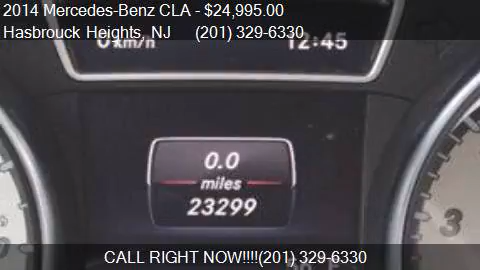 2014 Mercedes-Benz CLA - $24,995.00
Hasbrouck Heights, NJ (201) 329-6330
0 km/h 12:45
0.0
miles
23299
3
CALL RIGHT NOW!!!!(201) 329-6330